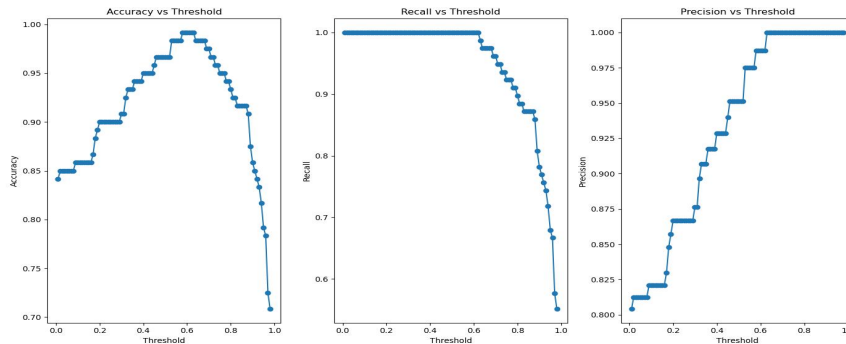 Accuracy vs Threshold
Accuracy
1.00
0.95
0.90
0.85
0.80
0.75
0.70
0.0 0.2 0.4 0.6 0.8 1.0
Threshold
Recall vs Threshold
Recall
1.0
0.9
0.8
0.7
0.6
0.0 0.2 0.4 0.6 0.8 1.0
Threshold
Precision vs Threshold
Precision
1.000
0.975
0.950
0.925
0.900
0.875
0.850
0.825
0.800
0.0 0.2 0.4 0.6 0.8 1
Threshold